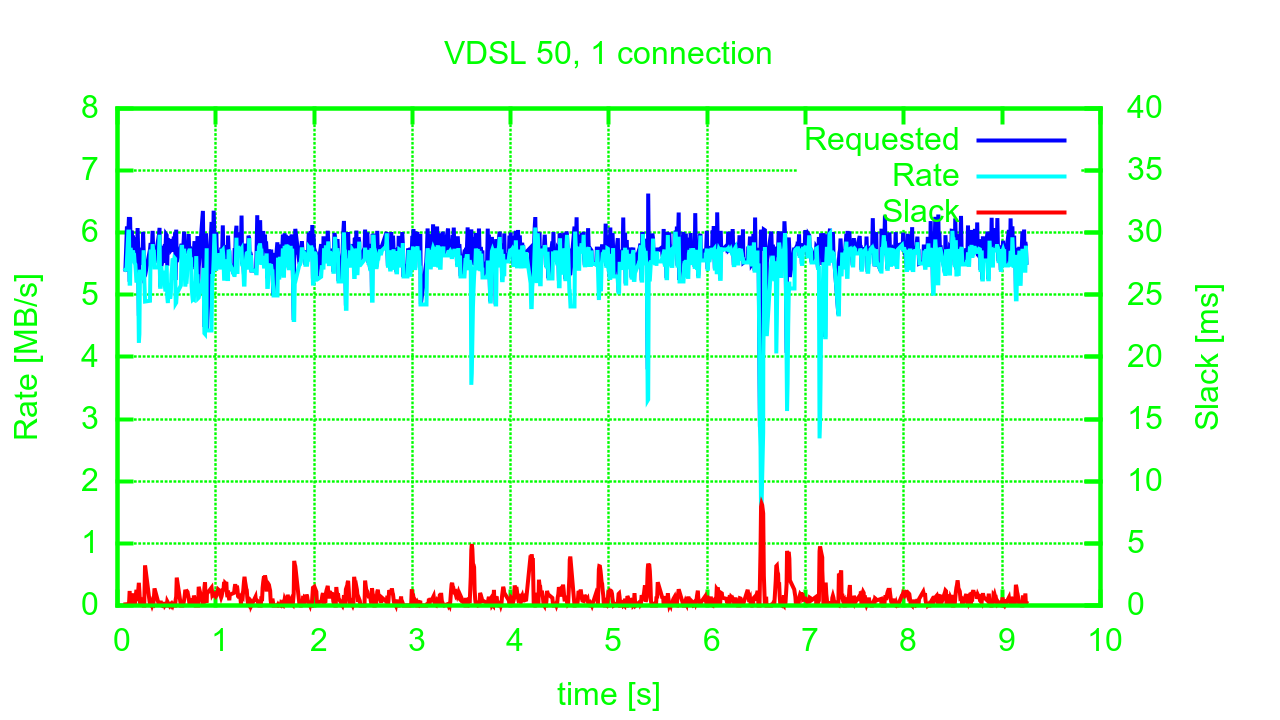 VDSL 50, 1 connection
8
7
6
5
4
3
2
1
0
Rate [MB/s]
Requested
Rate
Slack
40
35
30
25
20
15
10
5
0
Slack [ms]
0 1 2 3 4 5 6 7 8 9 10
time [s]